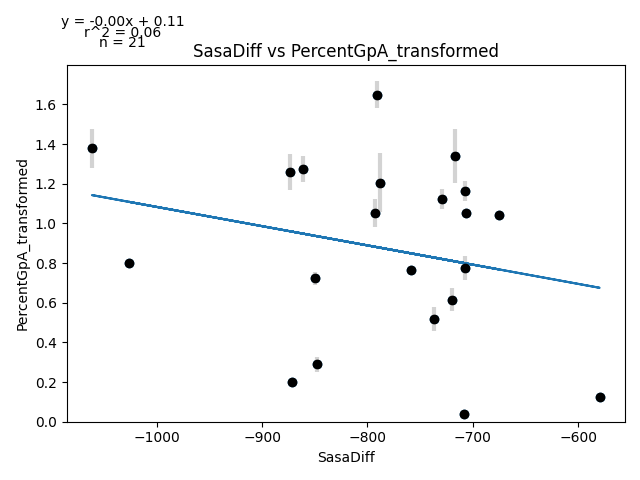 y = -0.00x + 0.11
r^2 = 0.06
n = 21
SasaDiff vs PercentGpA_transformed
PercentGpA_transformed
1.6
1.4
1.2
1.0
0.8
0.6
0.4
0.2
0.0
−1000 −900 −800 −700 −600
SasaDiff